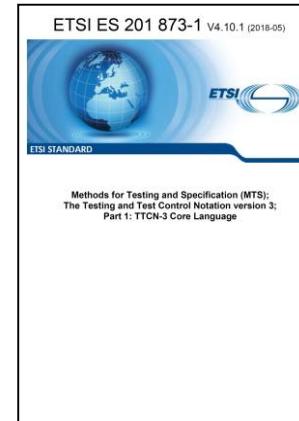 ETSI ES 201 873-1 V4.10.1 (2018-05)
ETSI
ETSI STANDARD
Methods for Testing and Specification (MTS);
The Testing and Test Control Notation version 3;
Part 1: TTCN-3 Core Language